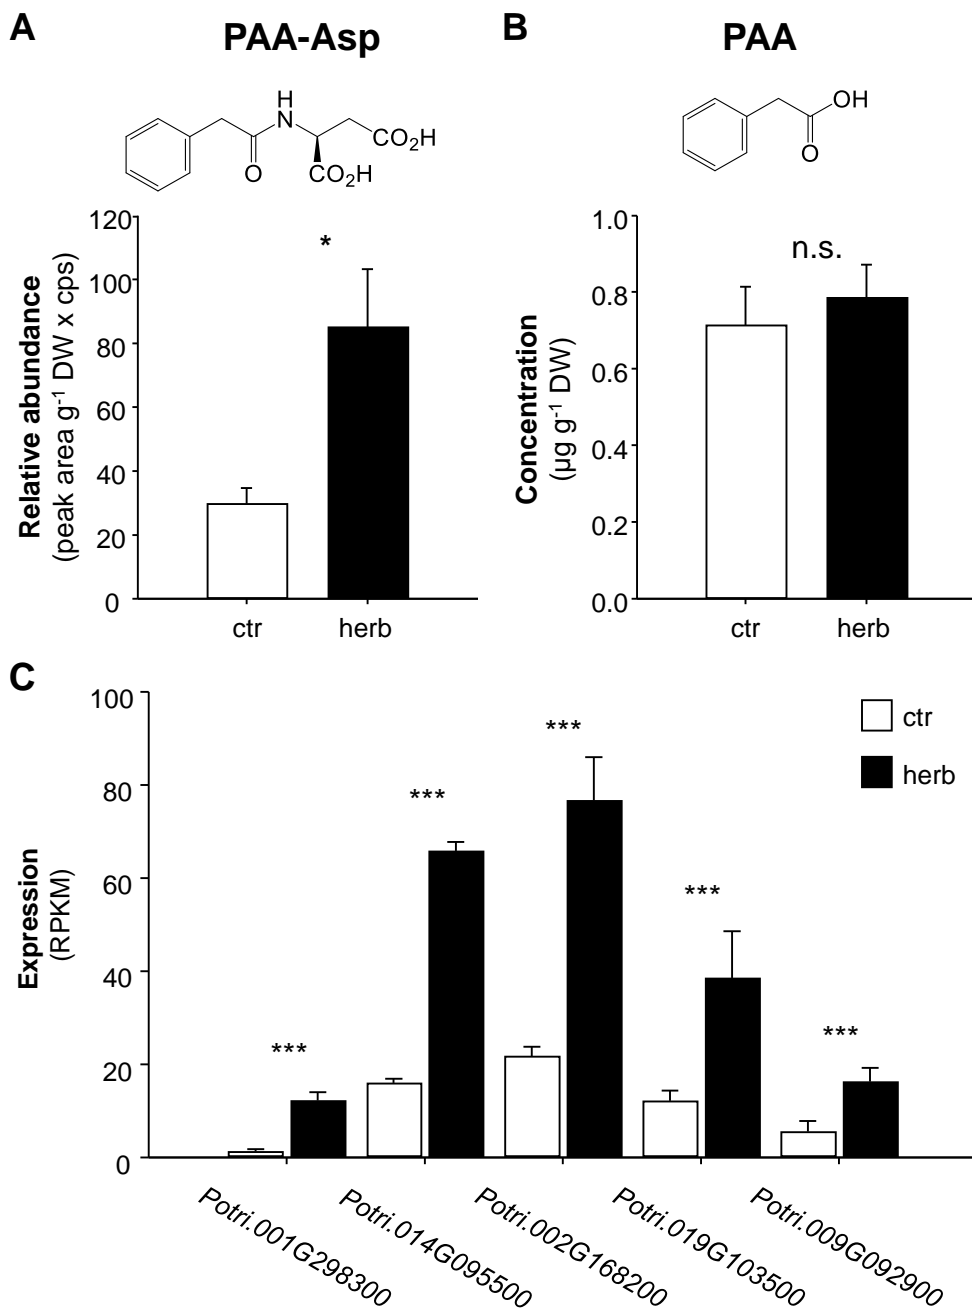 A
PAA-Asp
H
N
O
CO2H
CO2H
Relative abundance
(peak area g-1 DW x cps)
120
100
80
60
40
20
0
*
ctr
herb
B
PAA
OH
O
Concentration
(µg g-1 DW)
1.0
0.8
0.6
0.4
0.2
0.0
n.s.
ctr
herb
C
Expression
(RPKM)
100
80
60
40
20
0
***
***
***
***
***
ctr
herb
Potri.001G298300
Potri.014G095500
Potri.002G168200
Potri.019G103500
Potri.009G092900